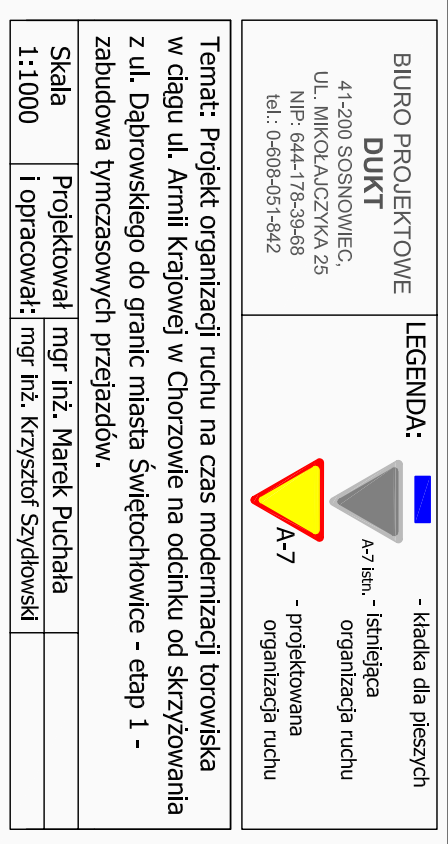 BIURO PROJEKTOWE
DUKT
41-200 SOSNOWIEC,
UL. MIKOŁAJCZYKA 25
NIP: 644-178-39-68
tel.: 0-608-051-842
LEGENDA:
- kładka dla pieszych
A-7 istn.
- istniejąca
organizacja ruchu
A-7
- projektowana
organizacja ruchu
Temat: Projekt organizacji ruchu na czas modernizacji torowiska
w ciągu ul. Armii Krajowej w Chorzowie na odcinku od skrzyżowania
z ul. Dąbrowskiego do granic miasta Świętochłowice - etap 1 -
zabudowa tymczasowych przejazdów.
Skala
1:1000
Projektował
i opracował:
mgr inż. Marek Puchała
mgr inż. Krzysztof Szydłowski